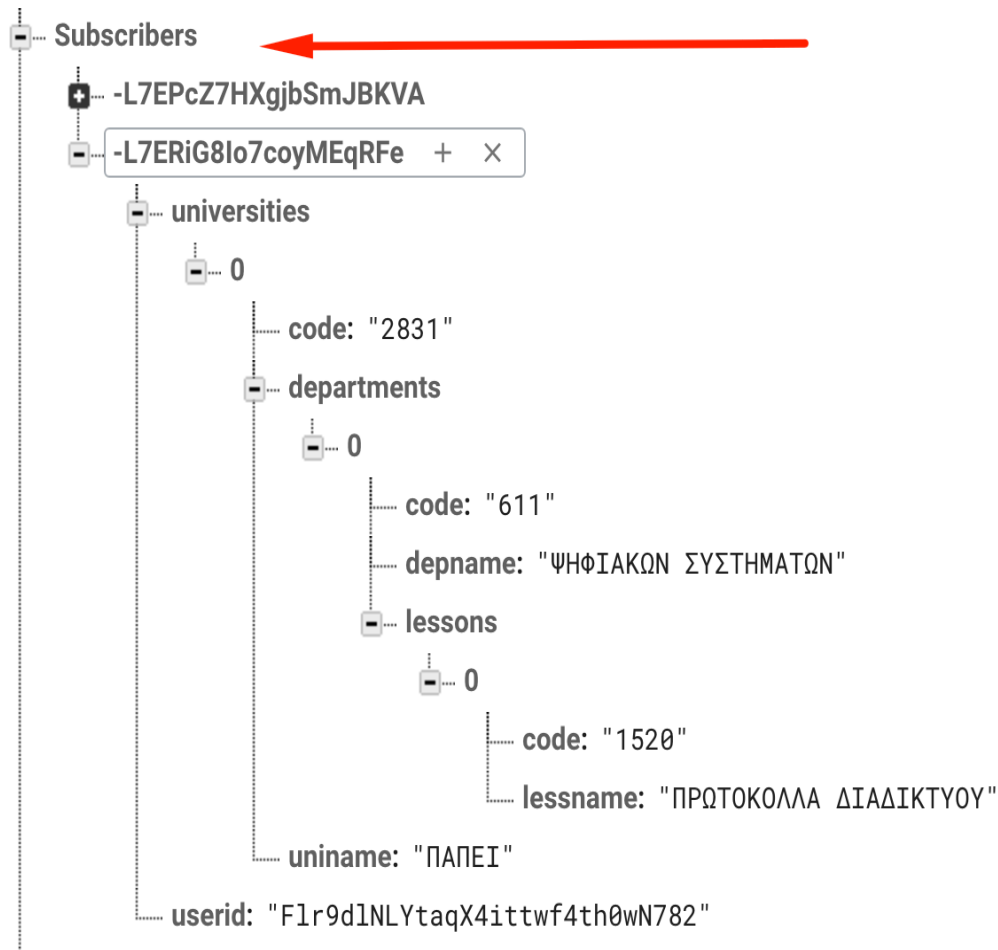 Subscribers
-L7EPcZ7HXgjbSmJBKVA
-L7ERiG8Io7coyMEqRFe + ×
universities
0
code: "2831"
departments
0
code: "611"
depname: "ΨΗΦΙΑΚΩΝ ΣΥΣΤΗΜΑΤΩΝ"
lessons
0
code: "1520"
lessname: "ΠΡΩΤΟΚΟΛΛΑ ΔΙΑΔΙΚΤΥΟΥ"
uniname: "ΠΑΠΕΙ"
userid: "Flr9dlNLYtaqX4ittwf4th0wN782"